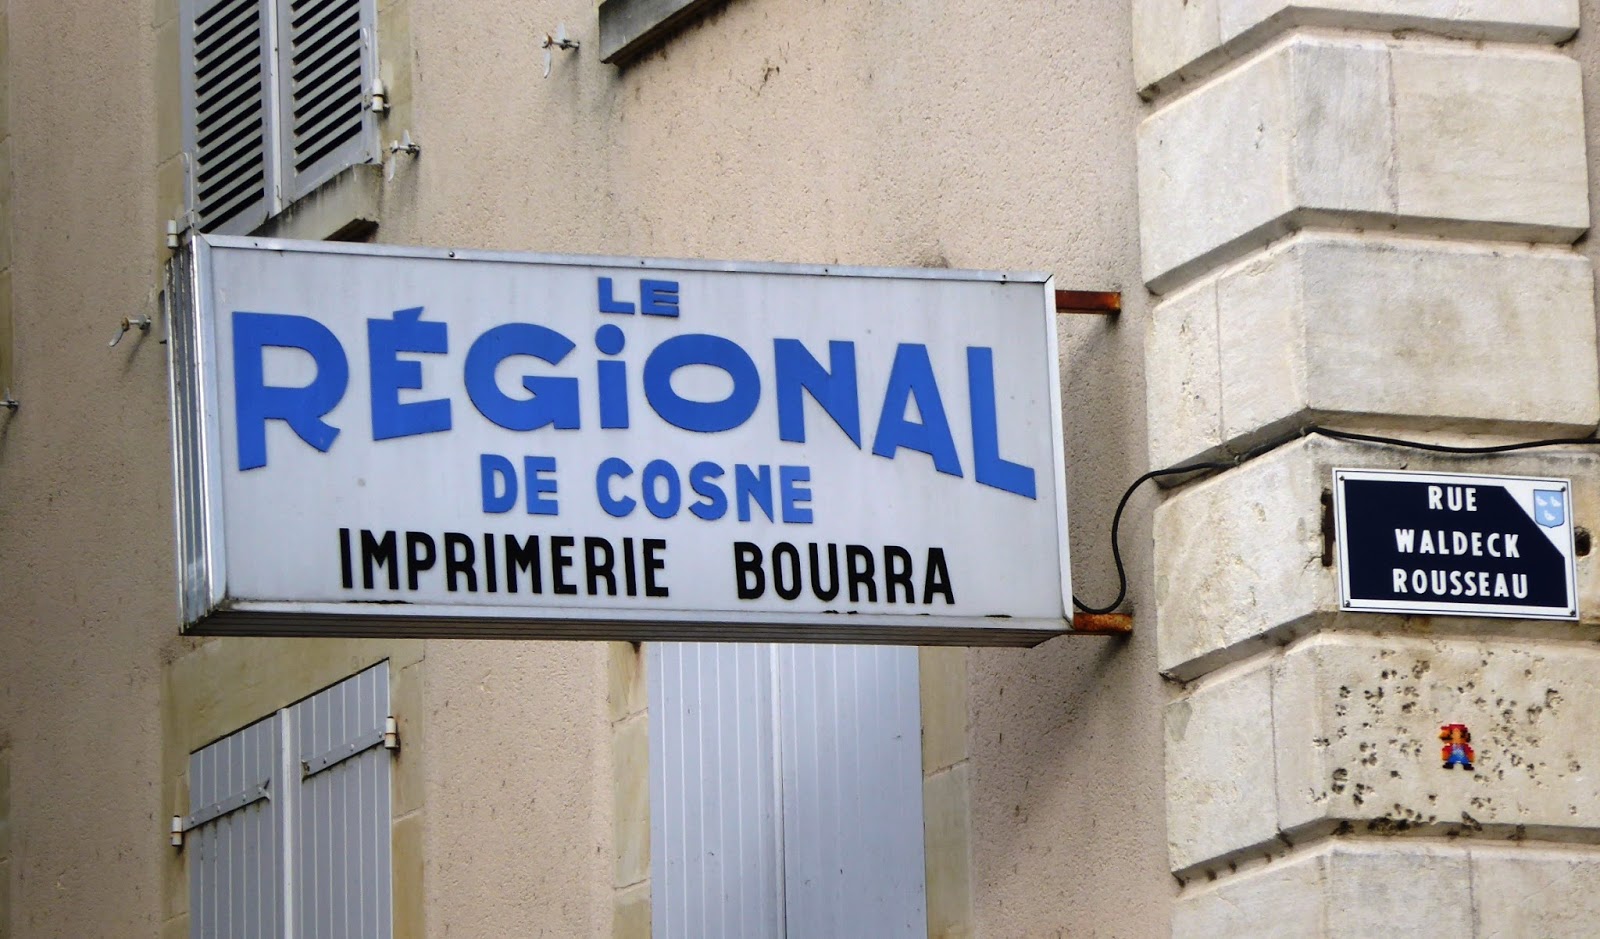 LE
RÉGiONAL
DE COSNE
IMPRIMERIE BOURRA
RUE
WALDECK
ROUSSEAU